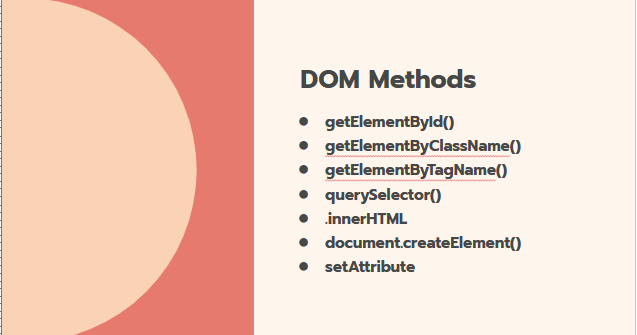 DOM Methods
getElementById()
getElementByClassName()
getElementByTagName()
querySelector()
.innerHTML
document.createElement()
setAttribute